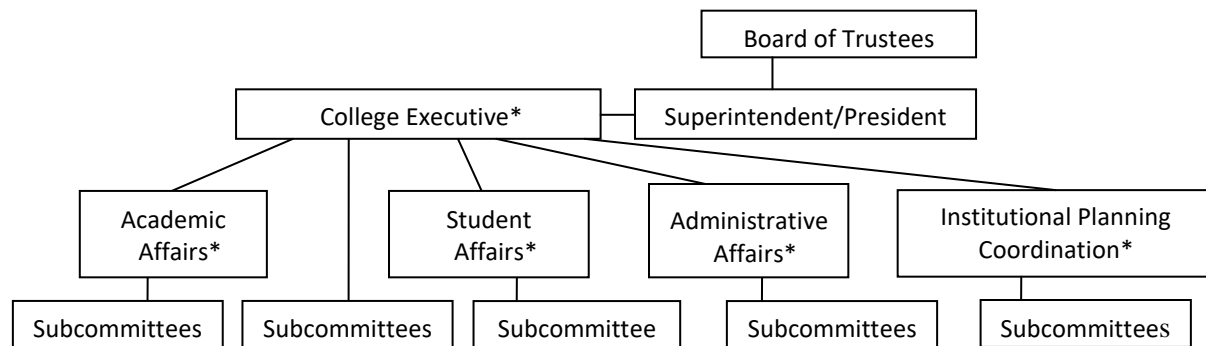 Board of Trustees
College Executive*
Superintendent/President
Academic
Affairs*
Student
Affairs*
Administrative
Affairs*
Institutional Planning
Coordination*
Subcommittees
Subcommittees
Subcommittee
Subcommittees
Subcommittees